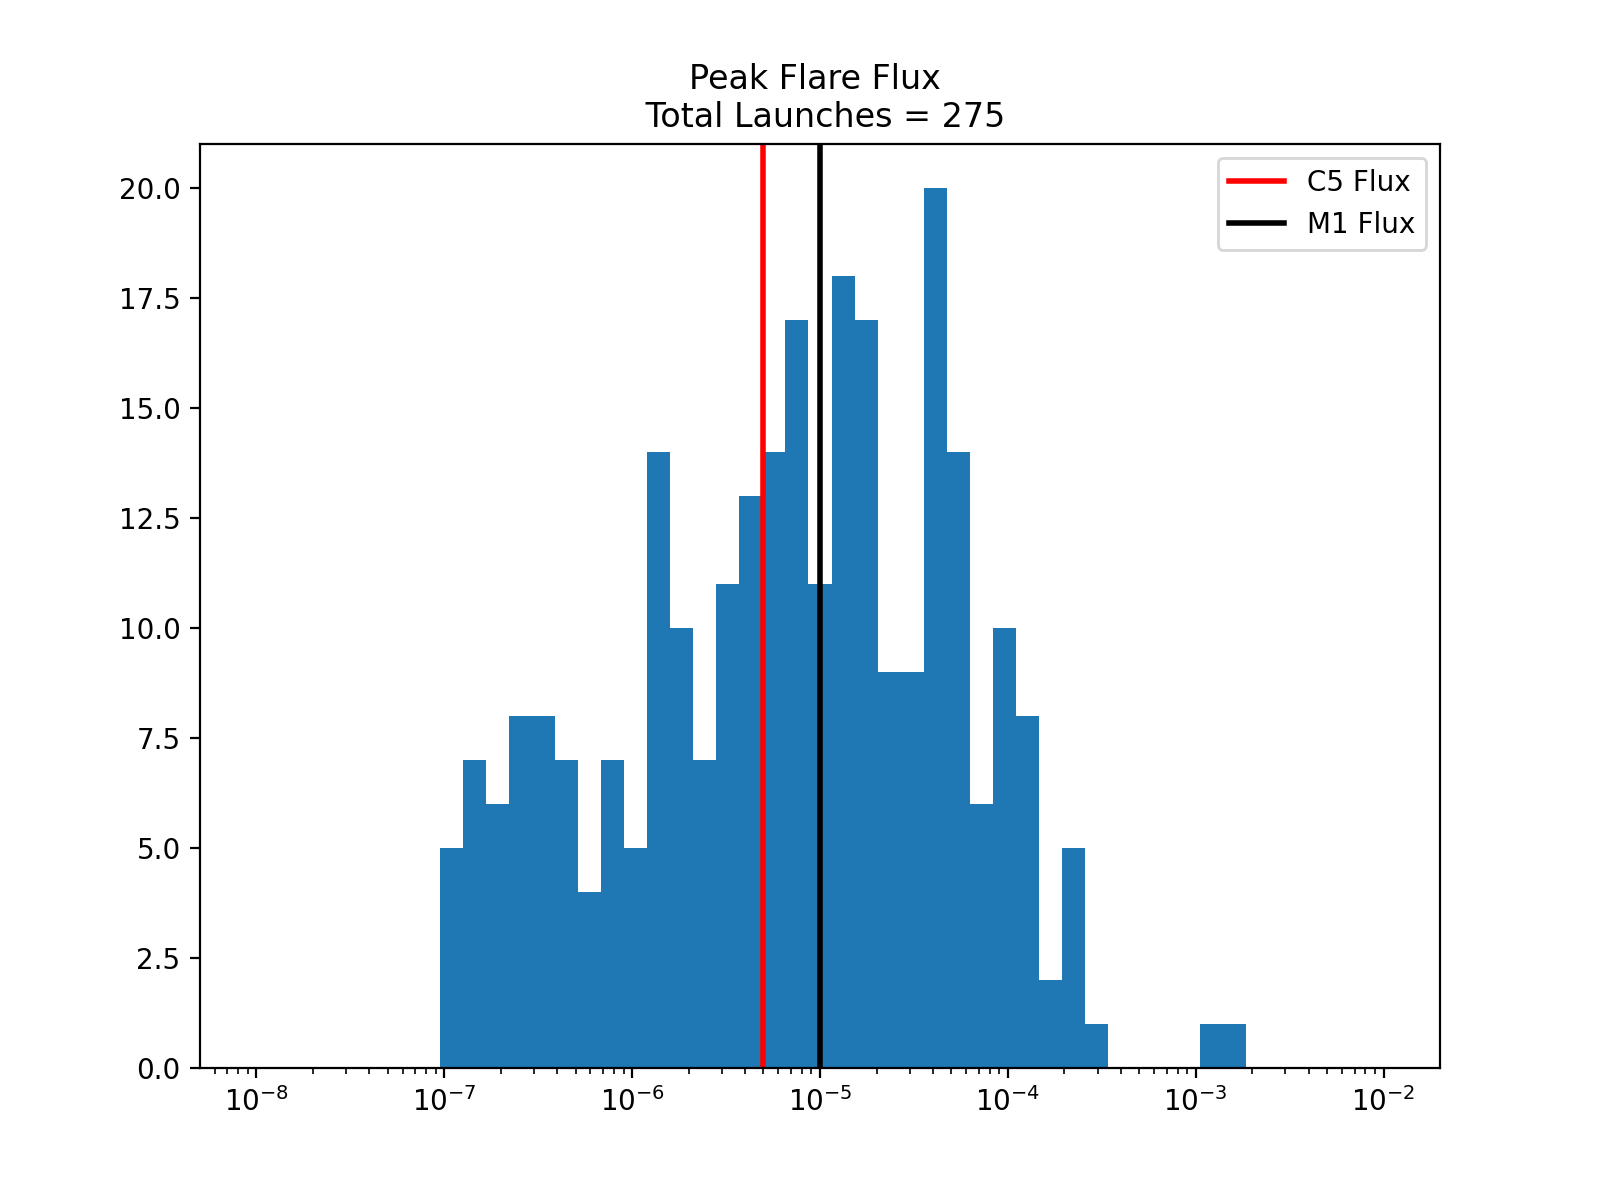 Peak Flare Flux
Total Launches = 275
C5 Flux
M1 Flux
20.0
17.5
15.0
12.5
10.0
7.5
5.0
2.5
0.0
10⁻⁸ 10⁻⁷ 10⁻⁶ 10⁻⁵ 10⁻⁴ 10⁻³ 10⁻²